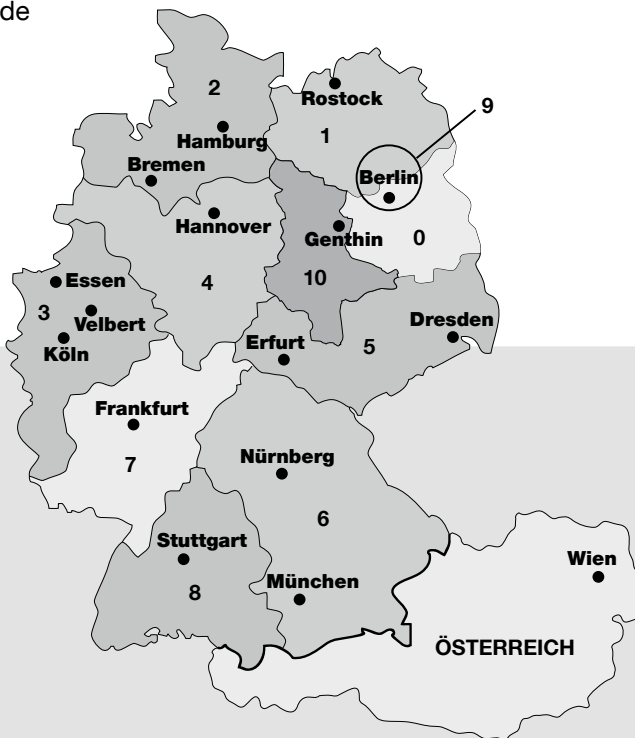 de
2
Rostock
9
1
Hamburg
Bremen
Berlin
Hannover
Genthin
0
Essen
4
10
3
Velbert
Dresden
Köln
Erfurt
5
Frankfurt
Nürnberg
7
6
Stuttgart
Wien
München
8
ÖSTERREICH